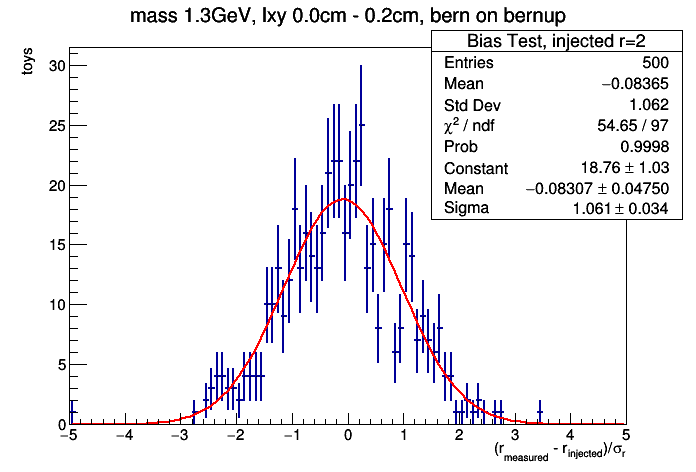 mass 1.3GeV, lxy 0.0cm - 0.2cm, bern on bernup
Bias Test, injected r=2
Entries 500
Mean −0.08365
Std Dev 1.062
χ² / ndf 54.65 / 97
Prob 0.9998
Constant 18.76 ± 1.03
Mean −0.08307 ± 0.04750
Sigma 1.061 ± 0.034
toys
30
25
20
15
10
5
0
−5 −4 −3 −2 −1 0 1 2 3 4 5
(r_measured - r_injected)/σ_r